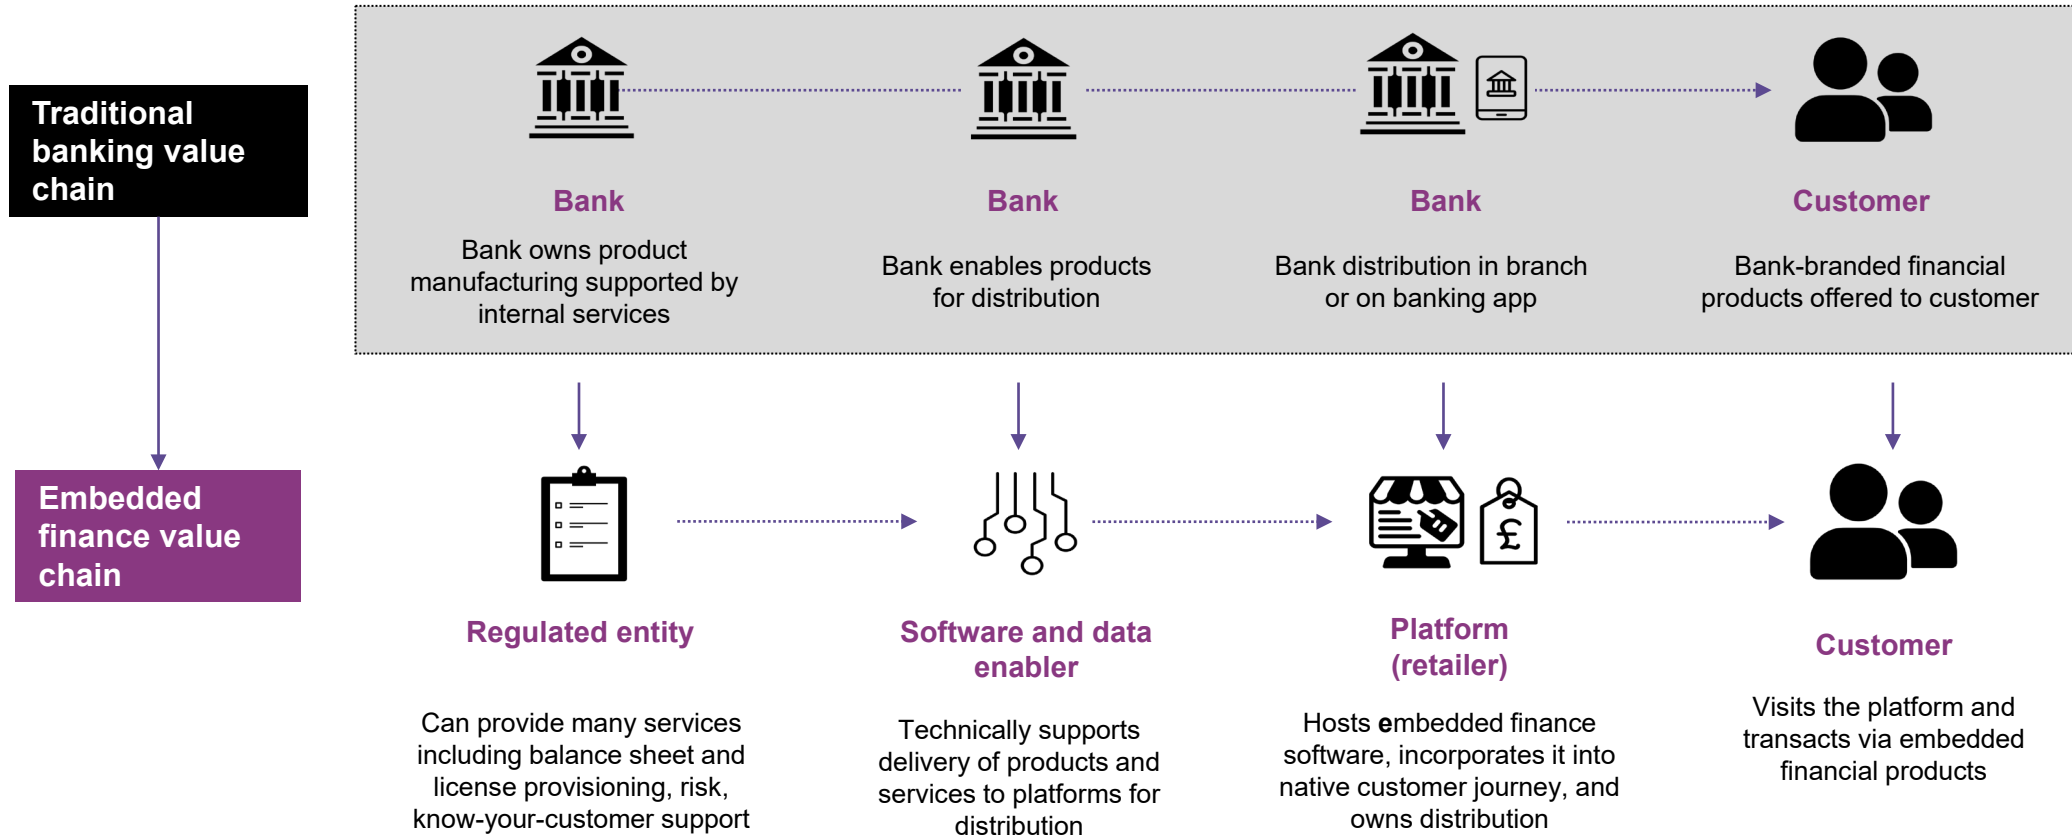 Traditional
banking value
chain
Bank
Bank owns product
manufacturing supported by
internal services
Bank
Bank enables products
for distribution
Bank
Bank distribution in branch
or on banking app
Customer
Bank-branded financial
products offered to customer
Embedded
finance value
chain
£
Regulated entity
Can provide many services
including balance sheet and
license provisioning, risk,
know-your-customer support
Software and data
enabler
Technically supports
delivery of products and
services to platforms for
distribution
Platform
(retailer)
Hosts embedded finance
software, incorporates it into
native customer journey, and
owns distribution
Customer
Visits the platform and
transacts via embedded
financial products